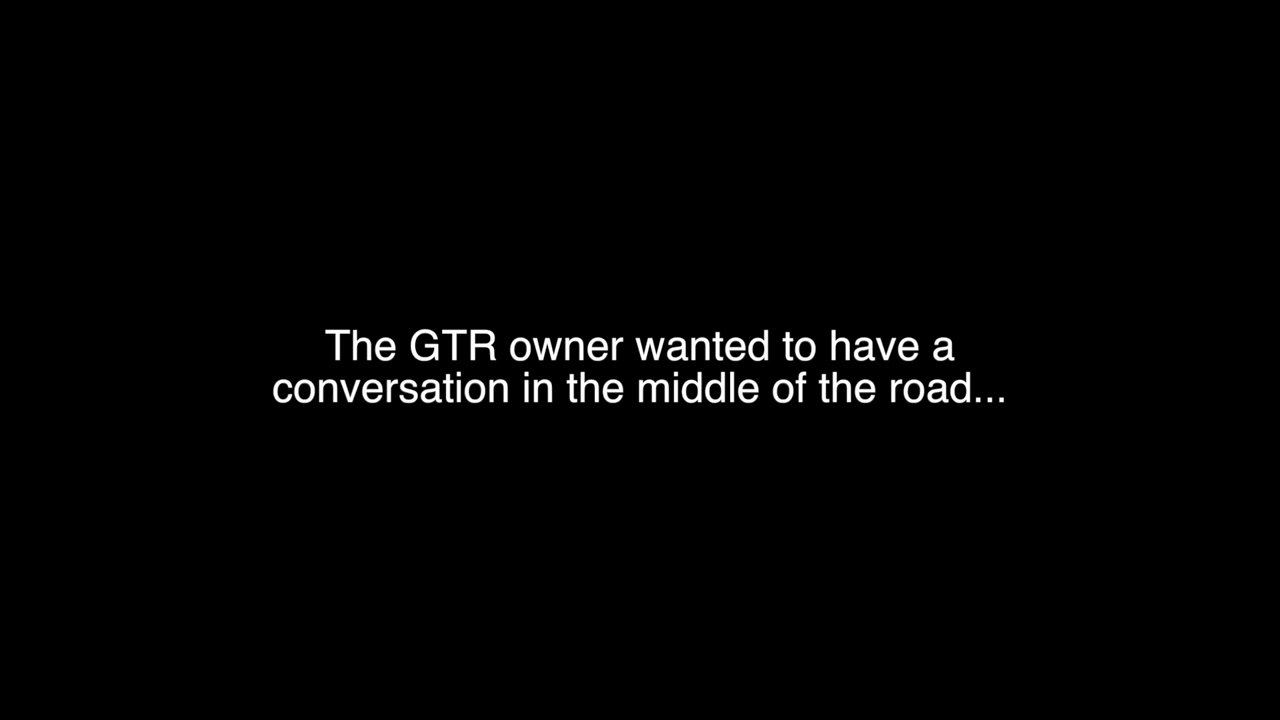 The GTR owner wanted to have a
conversation in the middle of the road...